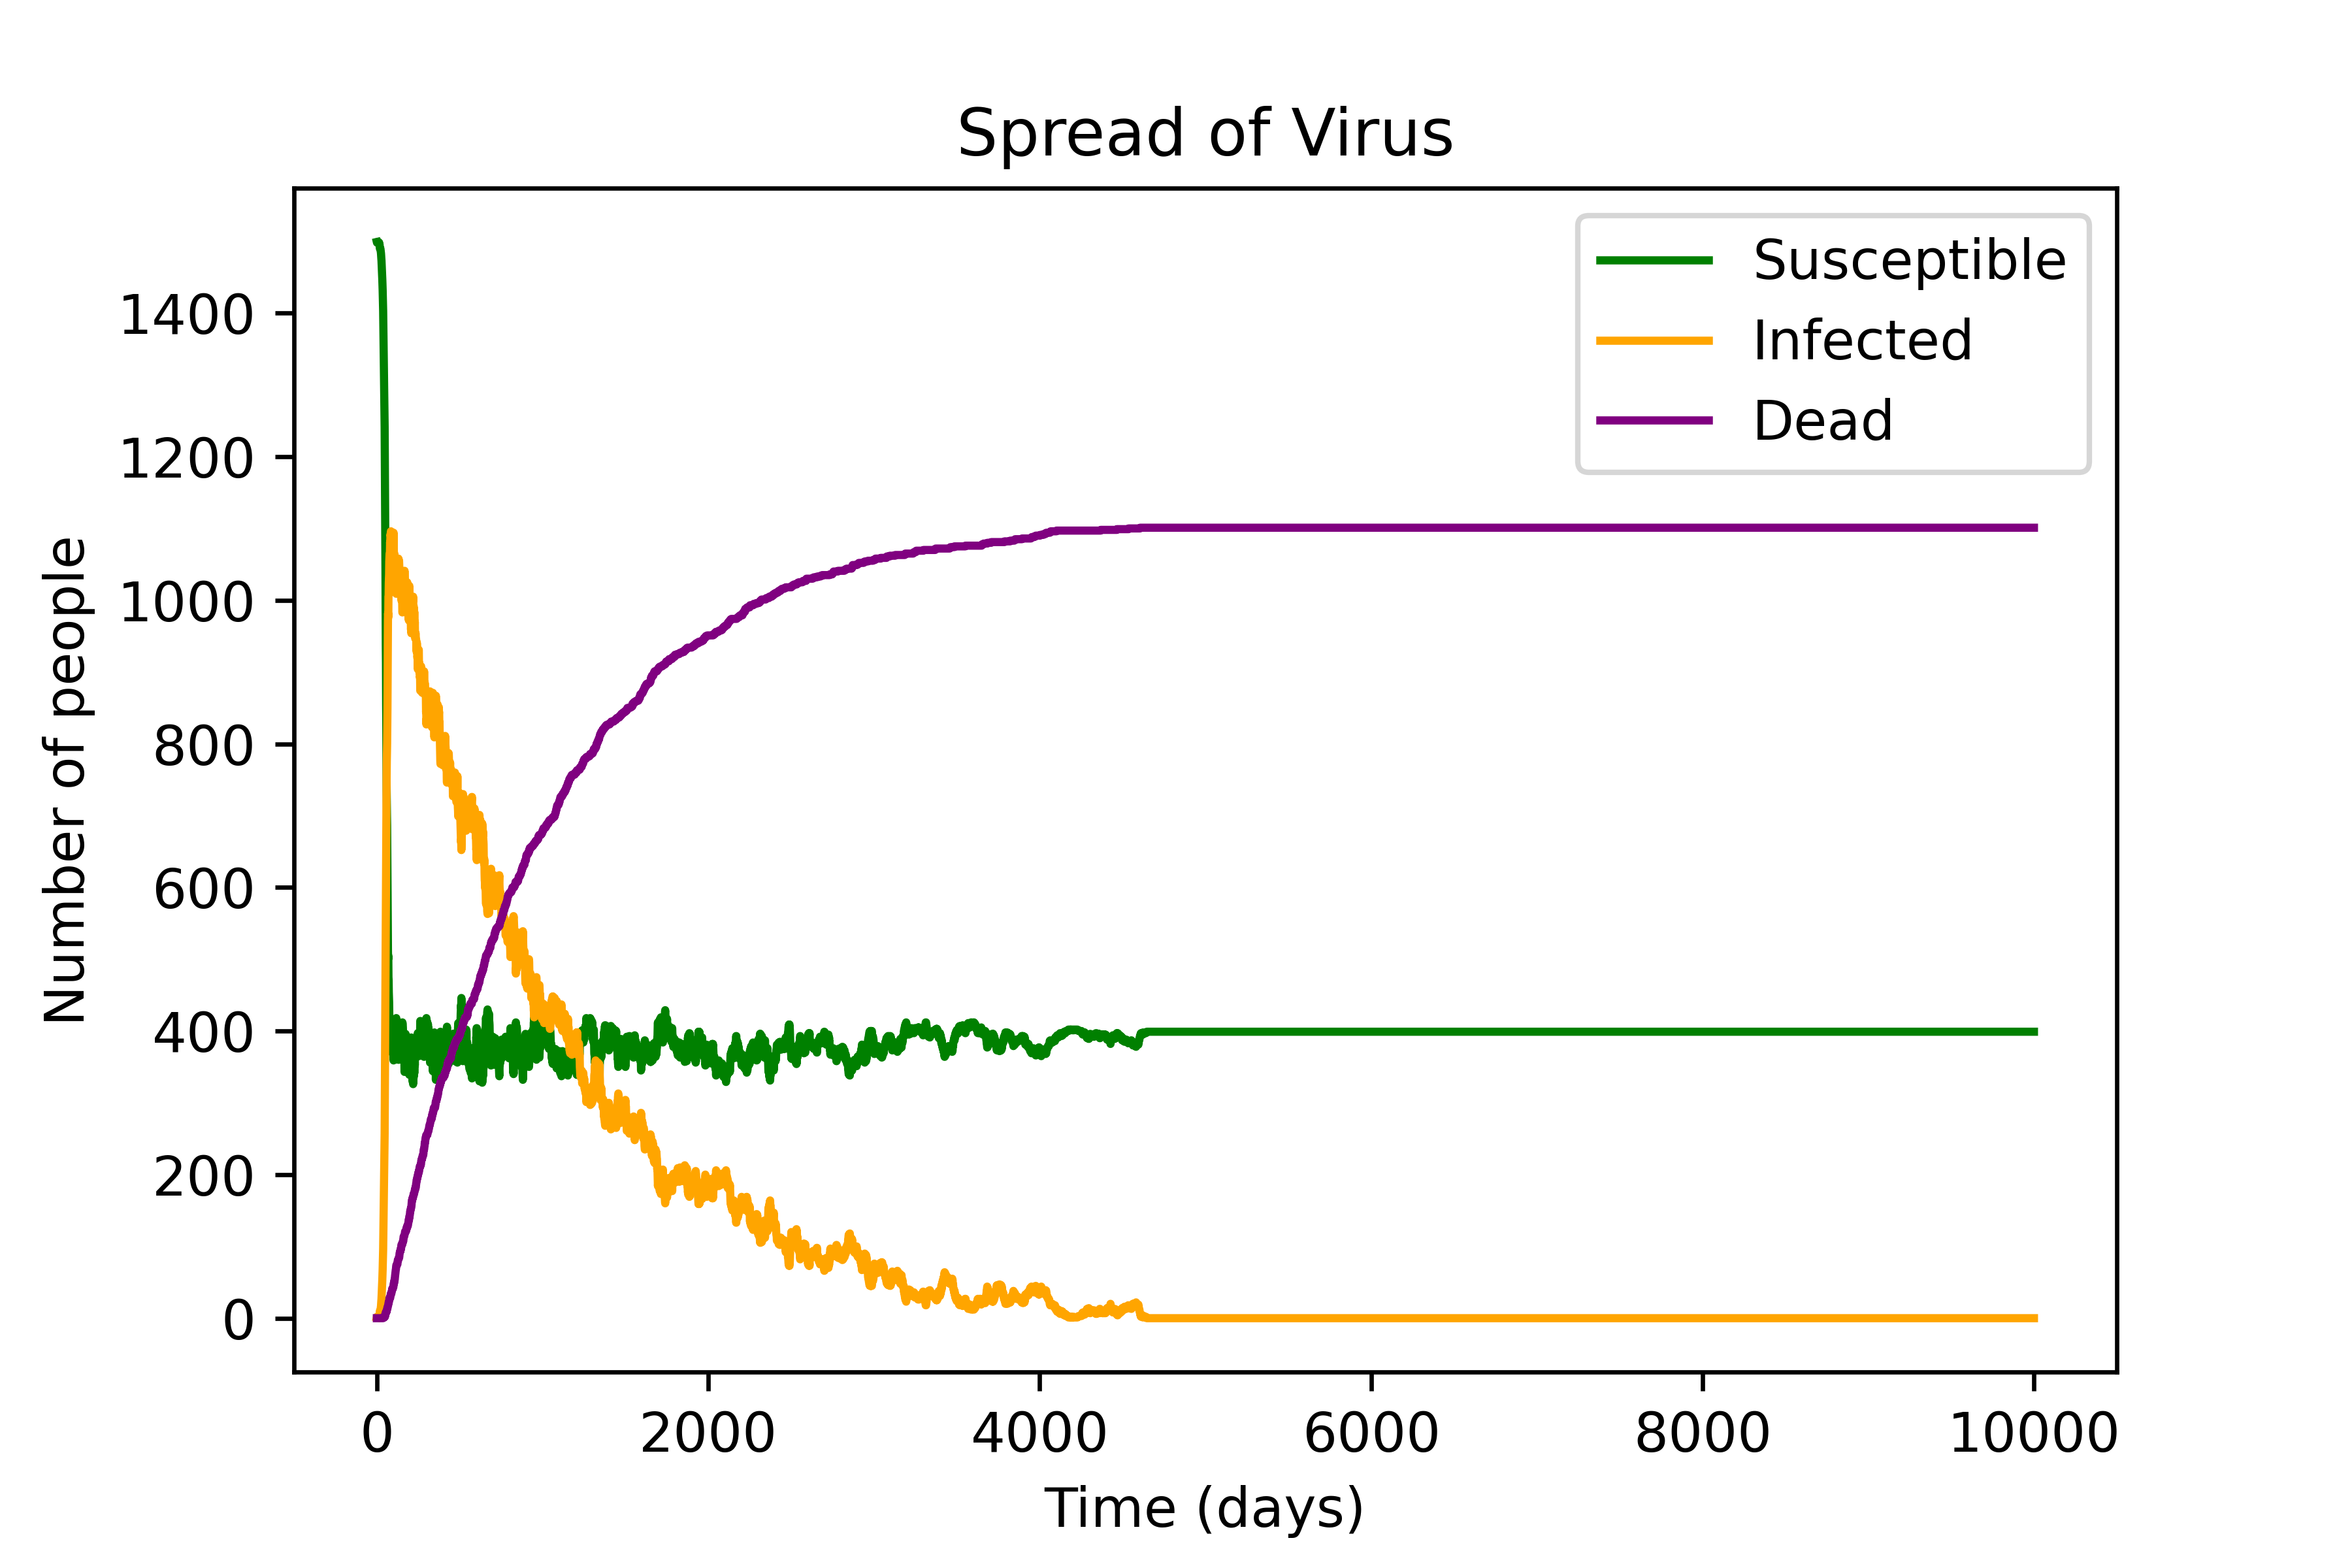 Spread of Virus
Susceptible
Infected
Dead
Number of people
1400
1200
1000
800
600
400
200
0
0 2000 4000 6000 8000 10000
Time (days)